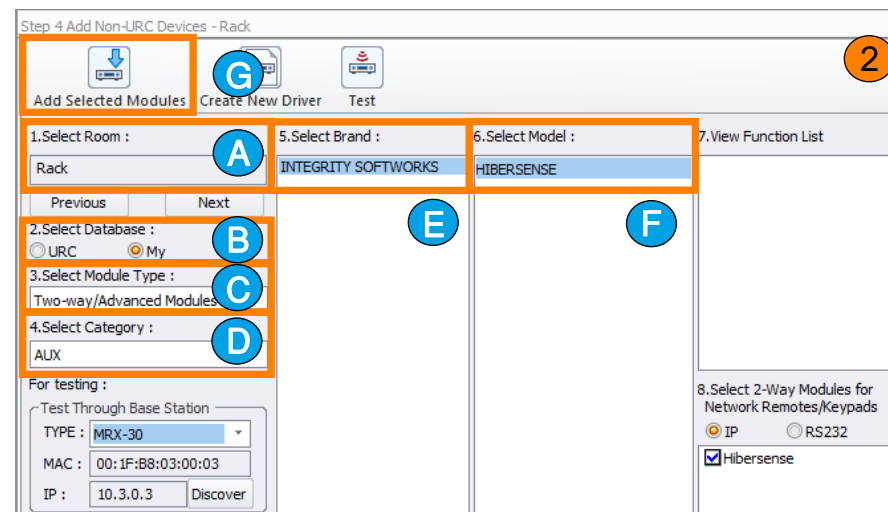 Step 4 Add Non-URC Devices - Rack
2
G
Add Selected Modules Create New Driver Test
1.Select Room :
A
Rack
Previous Next
2.Select Database :
B
URC My
3.Select Module Type :
C
Two-way/Advanced Modules
4.Select Category :
D
AUX
For testing :
Test Through Base Station
TYPE : MRX-30
MAC : 00:1F:B8:03:00:03
IP : 10.3.0.3 Discover
5.Select Brand :
INTEGRITY SOFTWORKS
E
6.Select Model :
HIBERSENSE
F
7.View Function List
8.Select 2-Way Modules for
Network Remotes/Keypads
IP RS232
Hibersense